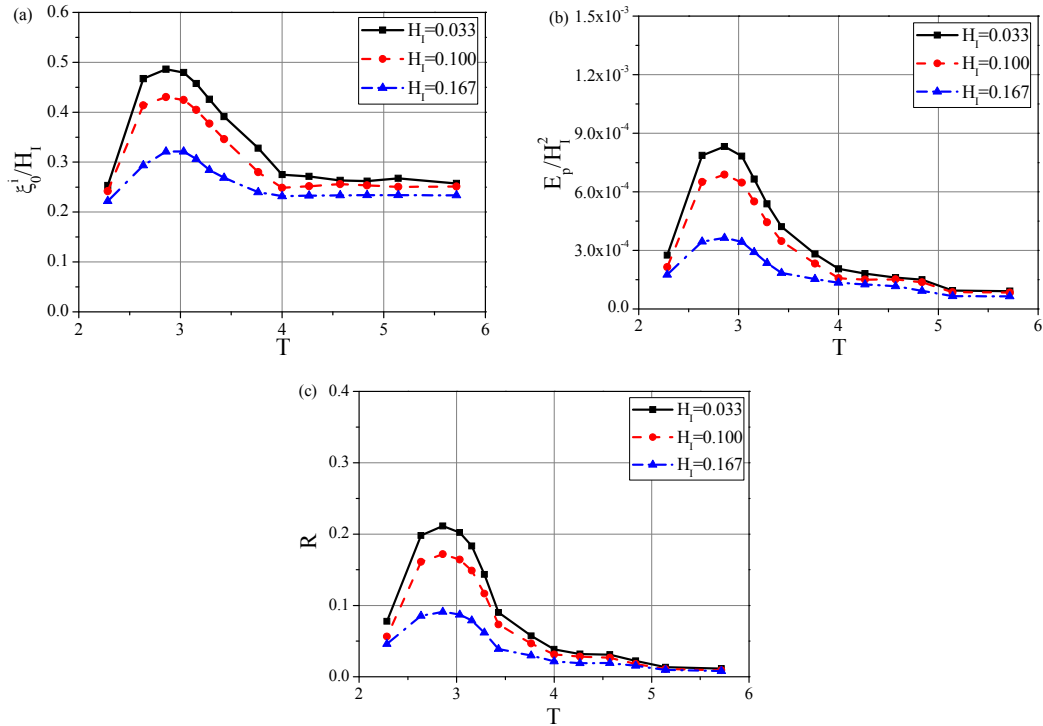 (a)
ξ₀ⁱ/H_I
0.6
0.5
0.4
0.3
0.2
0.1
0.0
2 3 4 5 6
T
H_I=0.033
H_I=0.100
H_I=0.167
(b)
E_p/H_I²
1.5x10⁻³
1.2x10⁻³
9.0x10⁻⁴
6.0x10⁻⁴
3.0x10⁻⁴
0.0
2 3 4 5 6
T
H_I=0.033
H_I=0.100
H_I=0.167
(c)
R
0.4
0.3
0.2
0.1
0.0
2 3 4 5 6
T
H_I=0.033
H_I=0.100
H_I=0.167